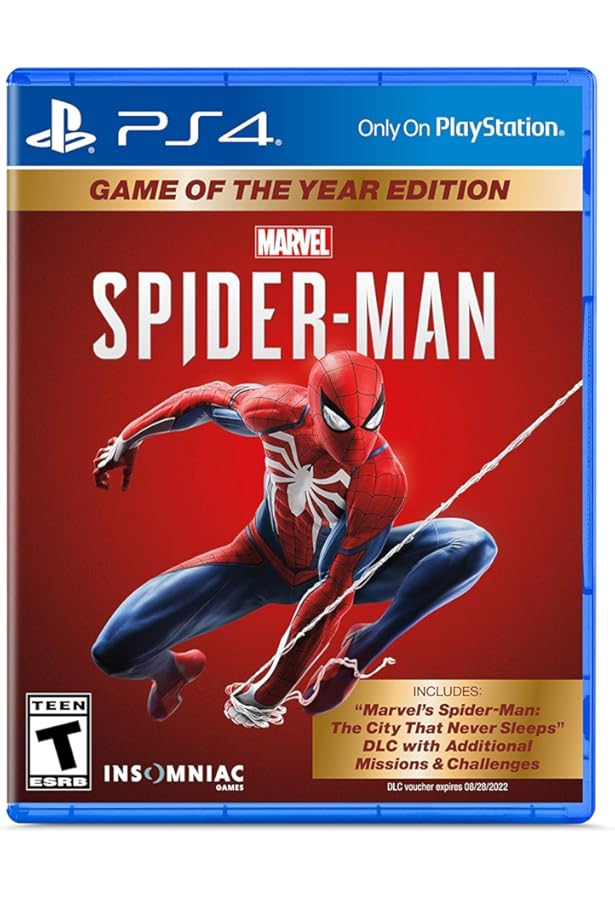 PS4
Only On PlayStation
GAME OF THE YEAR EDITION
MARVEL
SPIDER-MAN
INCLUDES:
“Marvel's Spider-Man:
The City That Never Sleeps”
DLC with Additional
Missions & Challenges
DLC voucher expires 08/28/2022
TEEN
T
ESRB
INSOMNIAC
GAMES